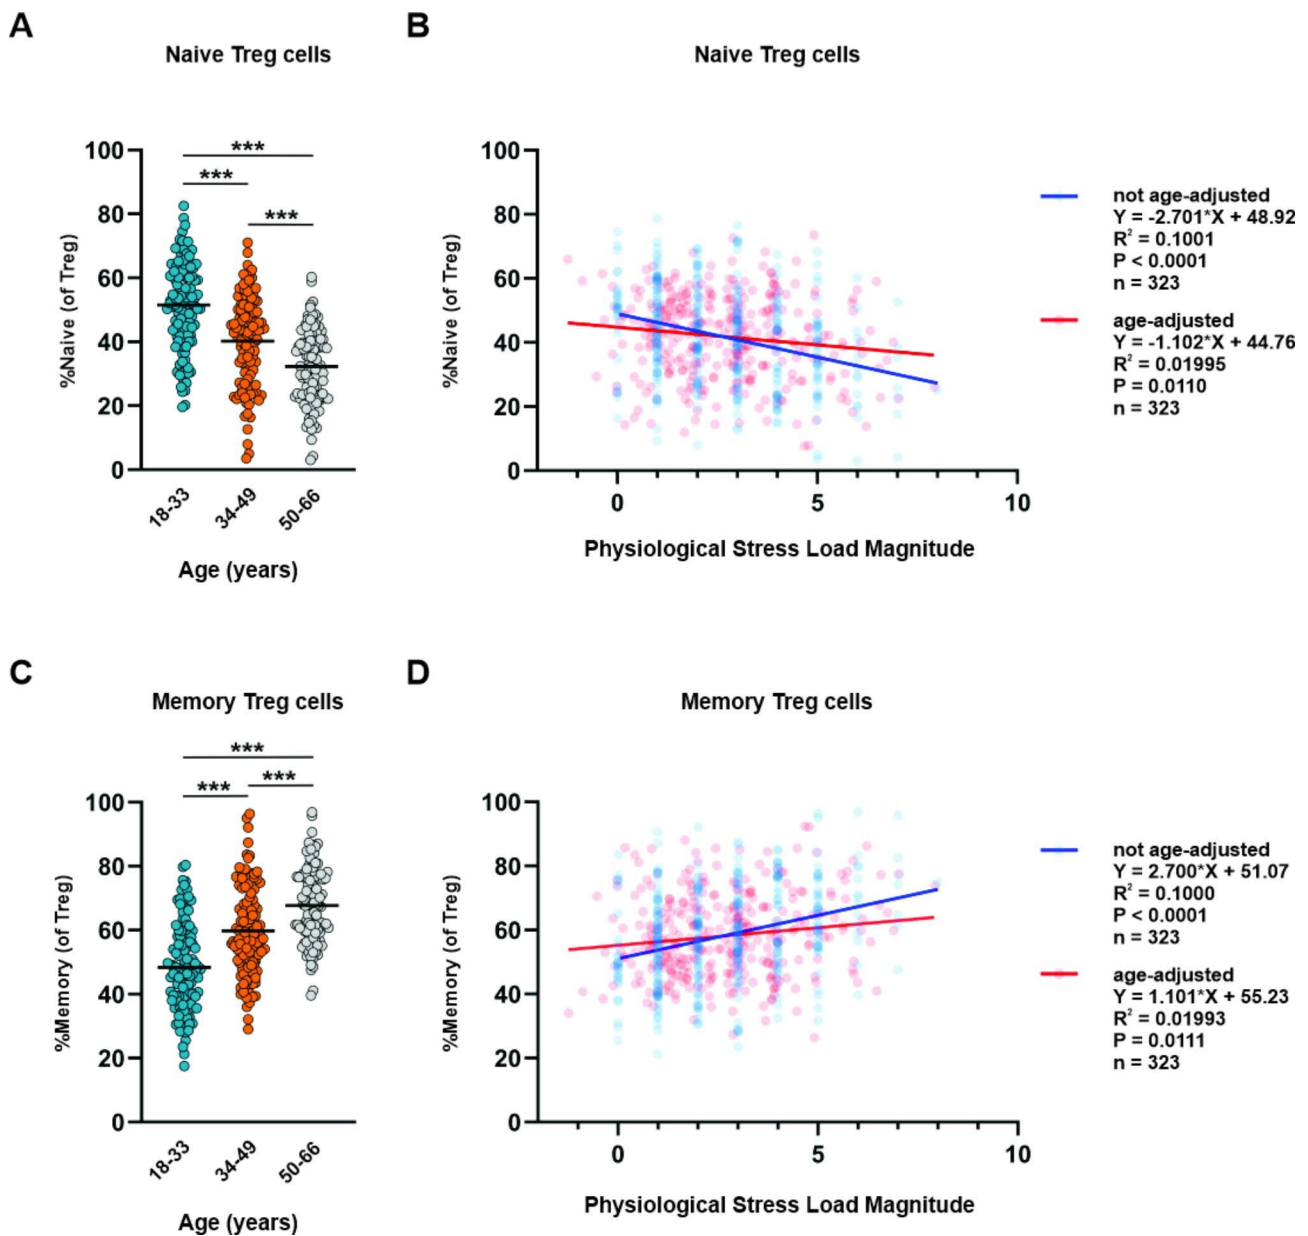 A
Naive Treg cells
***
***
***
100
80
60
40
20
0
%Naive (of Treg)
18-33
34-49
50-66
Age (years)
B
Naive Treg cells
100
80
60
40
20
0
%Naive (of Treg)
0
5
10
Physiological Stress Load Magnitude
not age-adjusted
Y = -2.701*X + 48.92
R² = 0.1001
P < 0.0001
n = 323
age-adjusted
Y = -1.102*X + 44.76
R² = 0.01995
P = 0.0110
n = 323
C
Memory Treg cells
***
***
***
100
80
60
40
20
0
%Memory (of Treg)
18-33
34-49
50-66
Age (years)
D
Memory Treg cells
100
80
60
40
20
0
%Memory (of Treg)
0
5
10
Physiological Stress Load Magnitude
not age-adjusted
Y = 2.700*X + 51.07
R² = 0.1000
P < 0.0001
n = 323
age-adjusted
Y = 1.101*X + 55.23
R² = 0.01993
P = 0.0111
n = 323